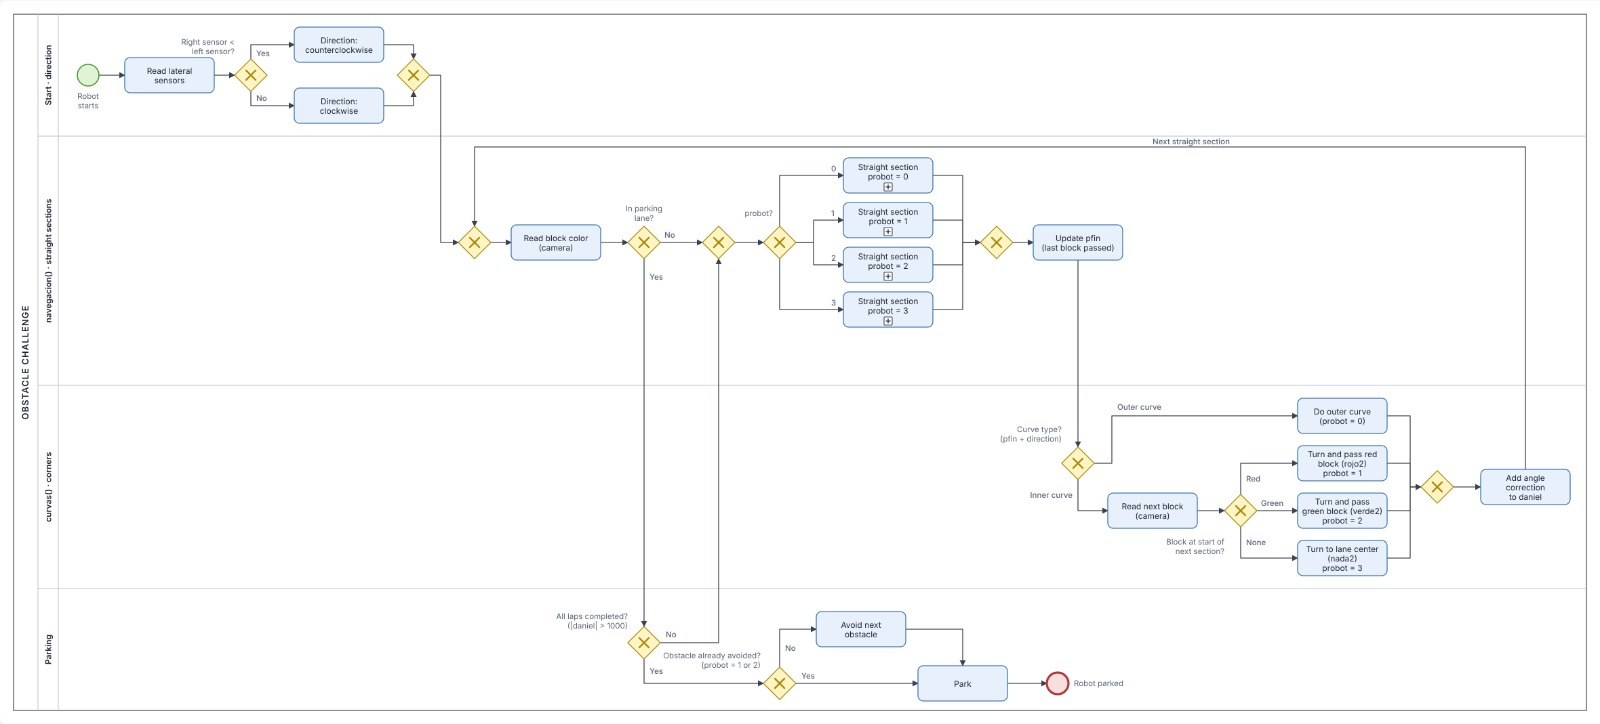 OBSTACLE CHALLENGE
Start · direction
Right sensor <
left sensor?
Yes
No
Robot
starts
Read lateral
sensors
Direction:
counterclockwise
Direction:
clockwise
navegacion() · straight sections
Next straight section
Read block color
(camera)
In parking
lane?
No
Yes
probot?
0
Straight section
probot = 0
1
Straight section
probot = 1
2
Straight section
probot = 2
3
Straight section
probot = 3
Update pfin
(last block passed)
curvas() · corners
Curve type?
(pfin + direction)
Outer curve
Inner curve
Do outer curve
(probot = 0)
Read next block
(camera)
Block at start of
next section?
Red
Green
None
Turn and pass red
block (rojo2)
probot = 1
Turn and pass
green block (verde2)
probot = 2
Turn to lane center
(nada2)
probot = 3
Add angle
correction
to daniel
Parking
All laps completed?
(|daniel| > 1000)
No
Yes
Obstacle already avoided?
(probot = 1 or 2)
No
Yes
Avoid next
obstacle
Park
Robot parked